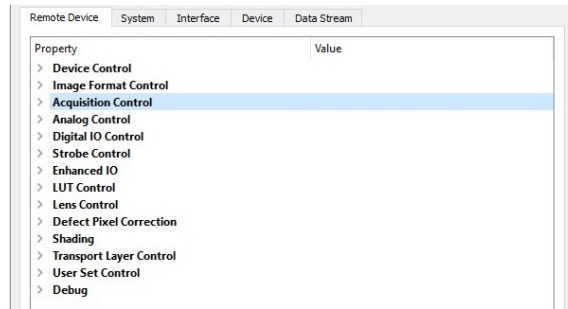 Remote Device System Interface Device Data Stream
Property Value
Device Control
Image Format Control
Acquisition Control
Analog Control
Digital IO Control
Strobe Control
Enhanced IO
LUT Control
Lens Control
Defect Pixel Correction
Shading
Transport Layer Control
User Set Control
Debug